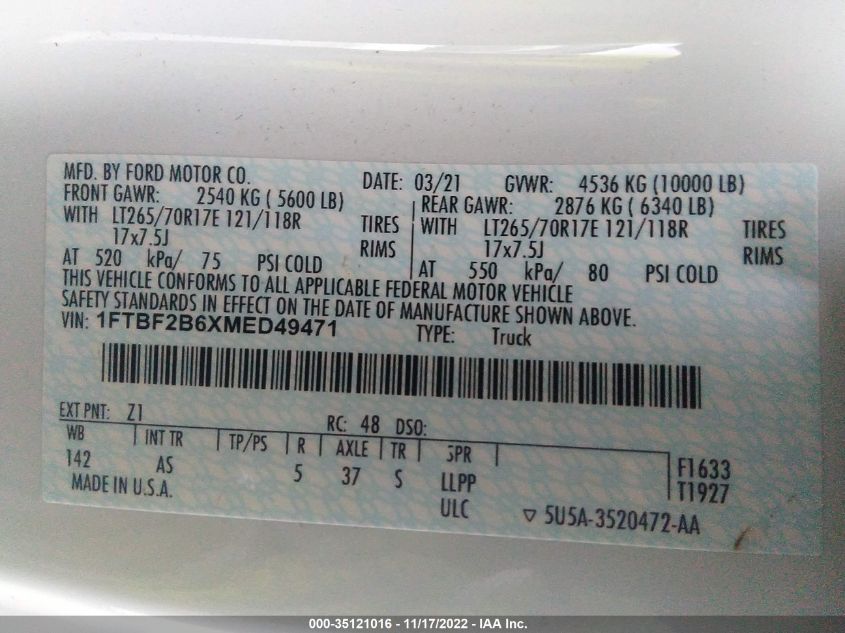 MFD. BY FORD MOTOR CO. DATE: 03/21 GVWR: 4536 KG (10000 LB)
FRONT GAWR: 2540 KG ( 5600 LB) REAR GAWR: 2876 KG ( 6340 LB)
WITH LT265/70R17E 121/118R TIRES WITH LT265/70R17E 121/118R TIRES
17x7.5J RIMS 17x7.5J RIMS
AT 520 kPa/ 75 PSI COLD AT 550 kPa/ 80 PSI COLD
THIS VEHICLE CONFORMS TO ALL APPLICABLE FEDERAL MOTOR VEHICLE
SAFETY STANDARDS IN EFFECT ON THE DATE OF MANUFACTURE SHOWN ABOVE.
VIN: 1FTBF2B6XMED49471 TYPE: Truck
EXT PNT: Z1 RC: 48 DSO:
WB INT TR TP/PS R AXLE TR SPR
142 AS 5 37 S LLPP F1633
MADE IN U.S.A. ULC T1927
▽ 5U5A-3520472-AA
000-35121016 - 11/17/2022 - IAA Inc.